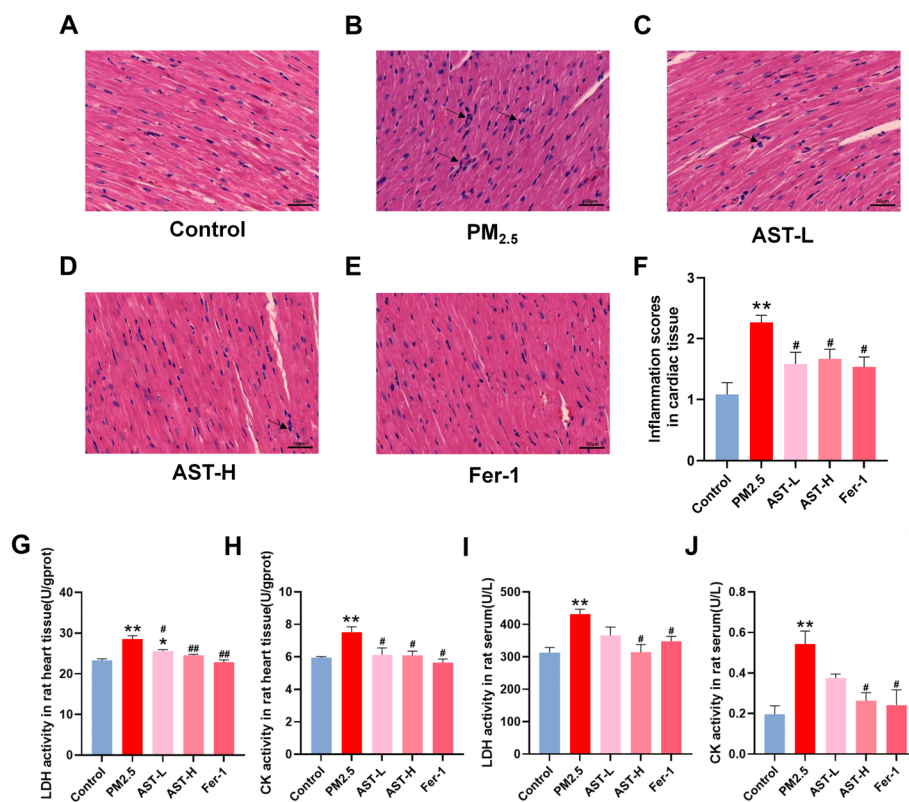 A
B
C
50μm
50μm
50μm
Control
PM2.5
AST-L
D
E
F
50μm
50μm
AST-H
Fer-1
Inflammation scores
in cardiac tissue
3
2
1
0
**
#
#
#
Control
PM2.5
AST-L
AST-H
Fer-1
G
H
I
J
LDH activity in rat heart tissue(U/gprot)
40
30
20
10
0
**
#
*
##
##
Control
PM2.5
AST-L
AST-H
Fer-1
CK activity in rat heart tissue(U/gprot)
10
8
6
4
2
0
**
#
#
#
Control
PM2.5
AST-L
AST-H
Fer-1
LDH activity in rat serum(U/L)
500
400
300
200
100
0
**
#
#
Control
PM2.5
AST-L
AST-H
Fer-1
CK activity in rat serum(U/L)
0.8
0.6
0.4
0.2
0.0
**
#
#
Control
PM2.5
AST-L
AST-H
Fer-1